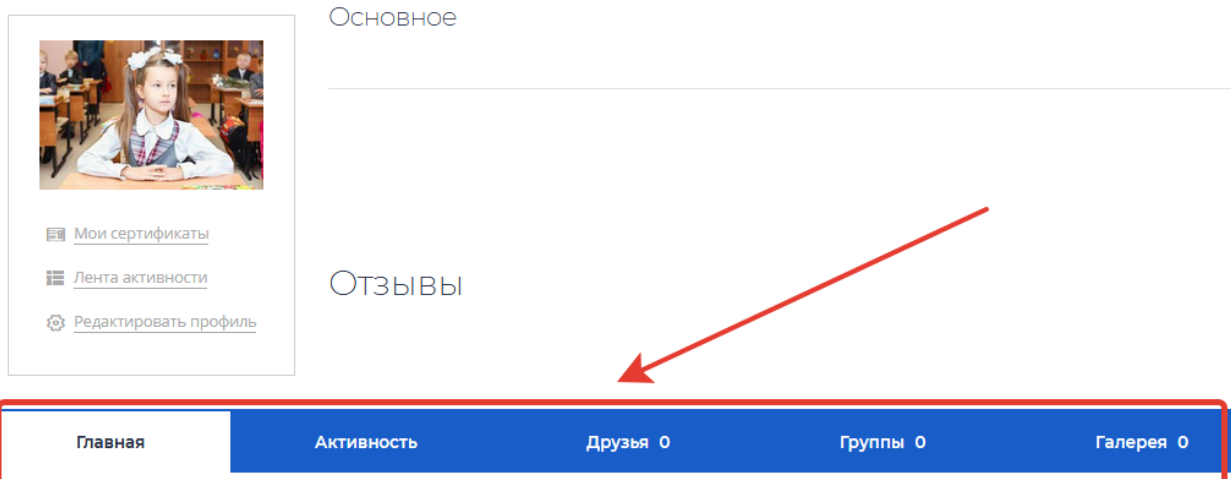 Основное
Мои сертификаты
Лента активности
Редактировать профиль
Отзывы
Главная Активность Друзья 0 Группы 0 Галерея 0